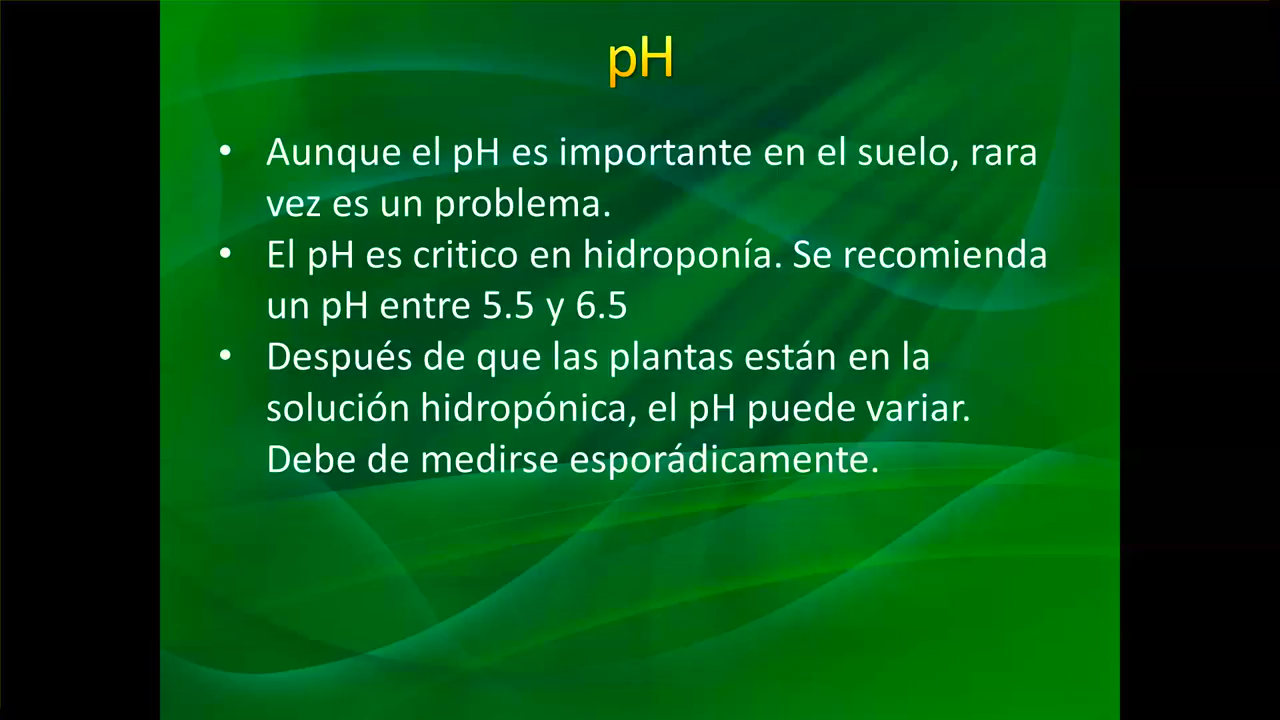 pH
• Aunque el pH es importante en el suelo, rara
vez es un problema.
• El pH es critico en hidroponía. Se recomienda
un pH entre 5.5 y 6.5
• Después de que las plantas están en la
solución hidropónica, el pH puede variar.
Debe de medirse esporádicamente.